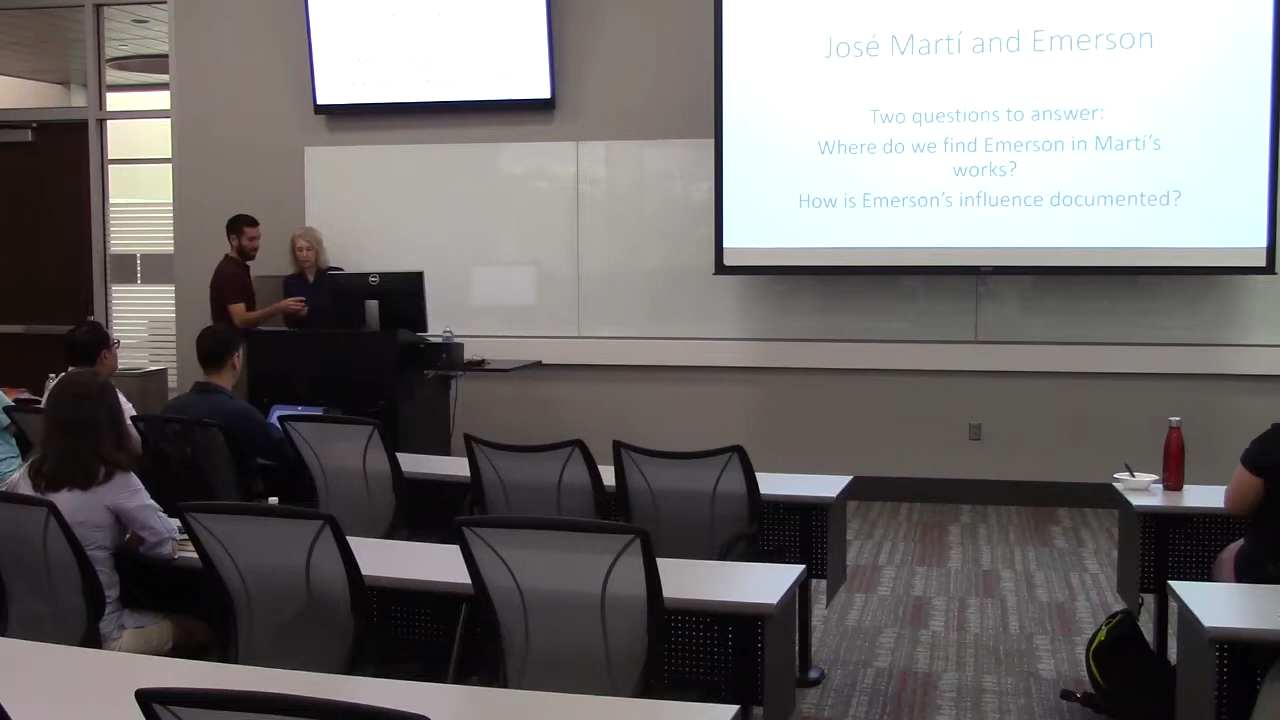 José Martí and Emerson
Two questions to answer:
Where do we find Emerson in Martí's
works?
How is Emerson's influence documented?
DELL